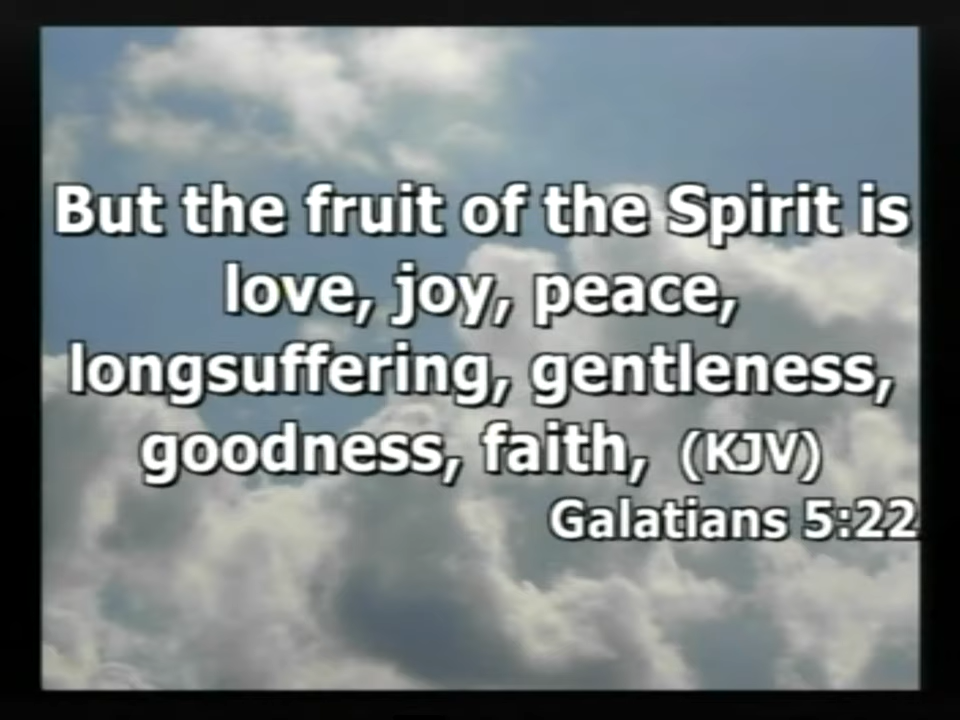 But the fruit of the Spirit is
love, joy, peace,
longsuffering, gentleness,
goodness, faith, (KJV)
Galatians 5:22